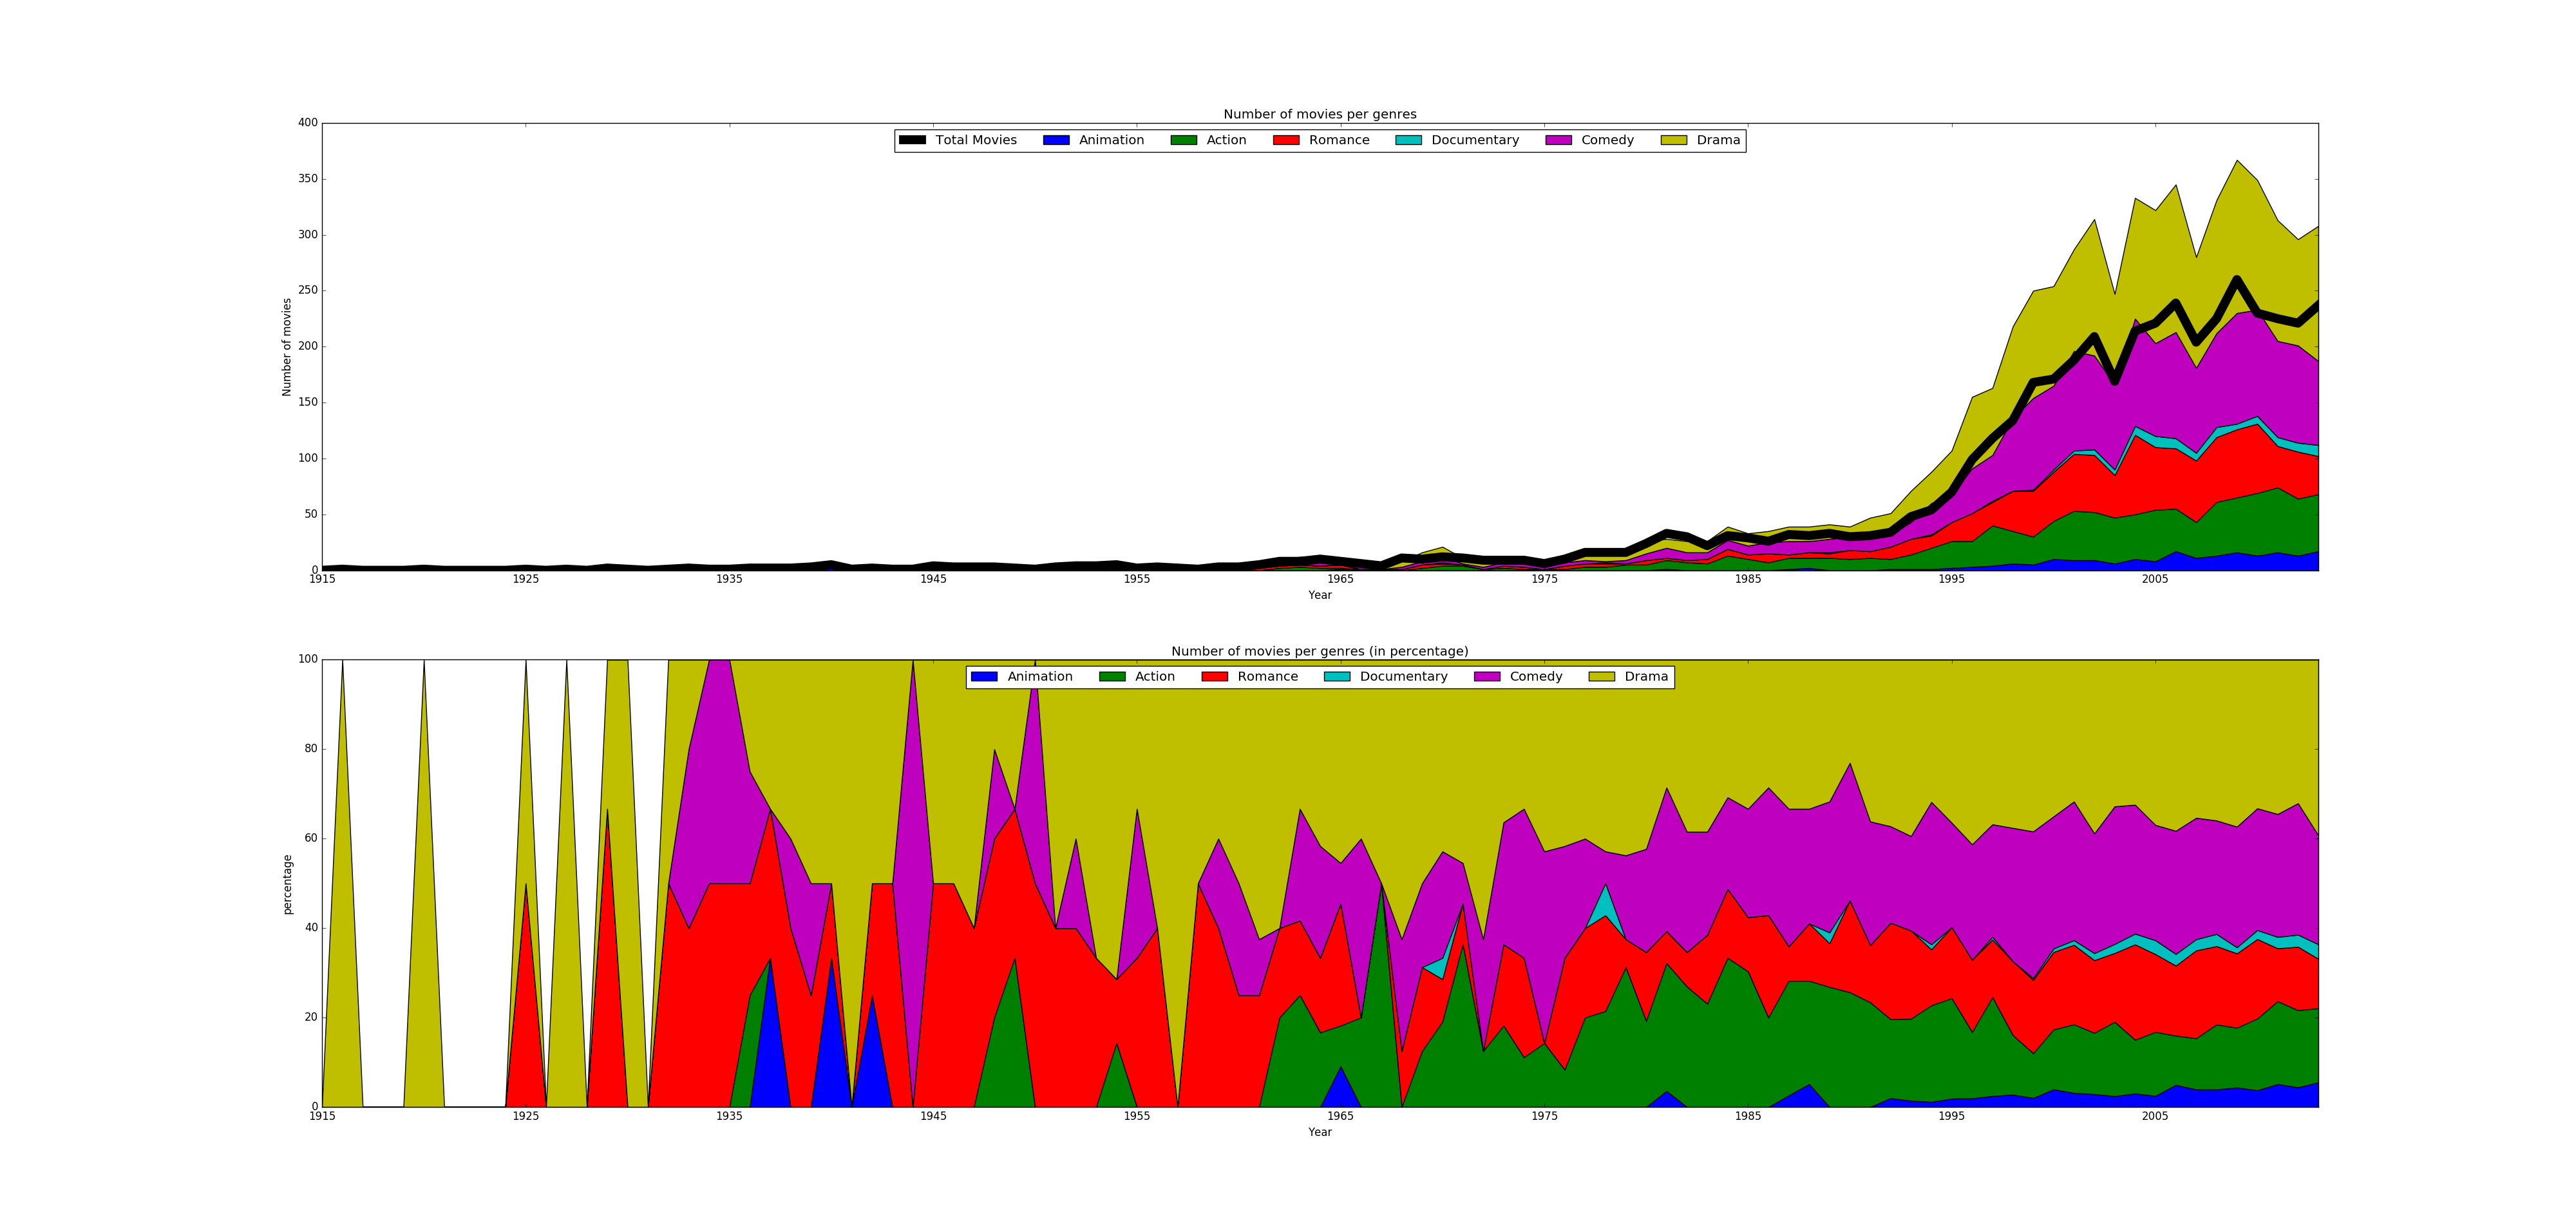 Number of movies per genres
Total Movies Animation Action Romance Documentary Comedy Drama
400
350
300
250
200
150
100
50
0
Number of movies
1915 1925 1935 1945 1955 1965 1975 1985 1995 2005
Year
Number of movies per genres (in percentage)
Animation Action Romance Documentary Comedy Drama
100
80
60
40
20
0
percentage
1915 1925 1935 1945 1955 1965 1975 1985 1995 2005
Year